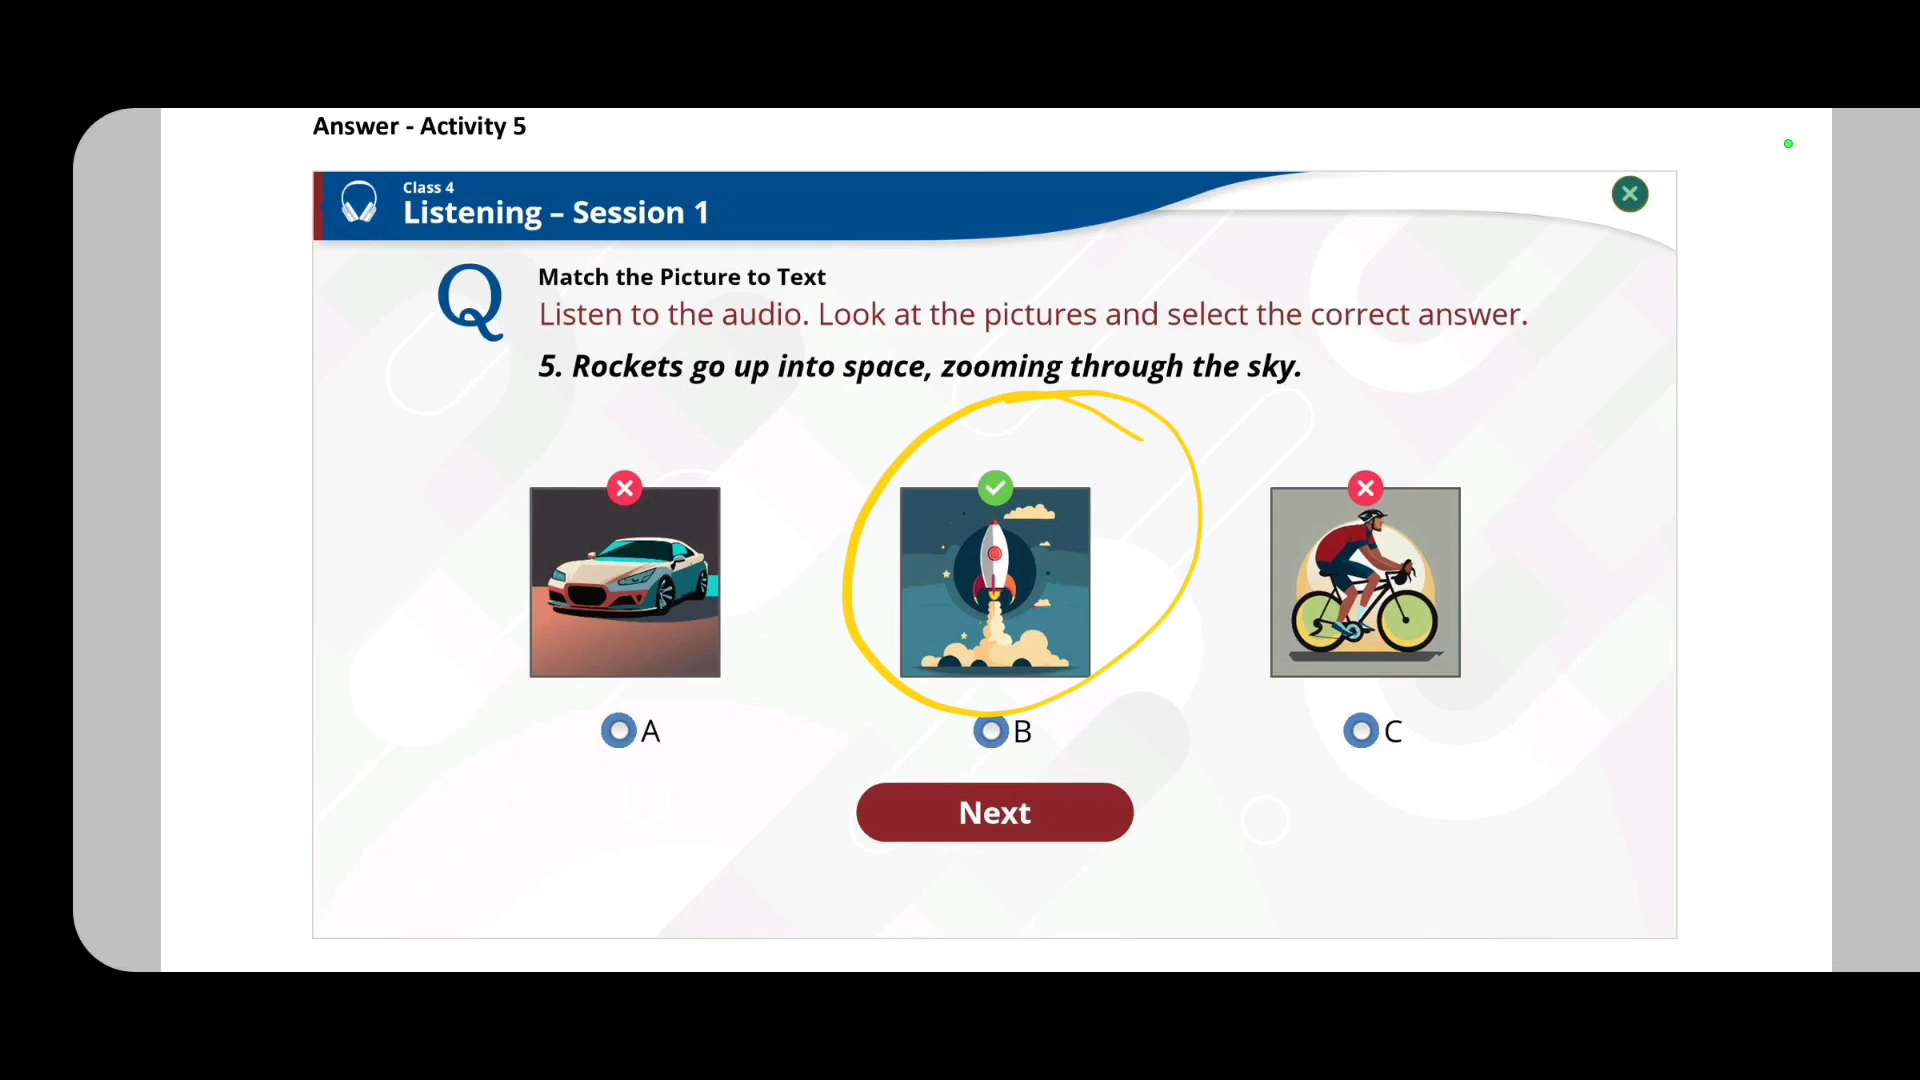 Answer - Activity 5
Class 4
Listening – Session 1
Q
Match the Picture to Text
Listen to the audio. Look at the pictures and select the correct answer.
5. Rockets go up into space, zooming through the sky.
A
B
C
Next